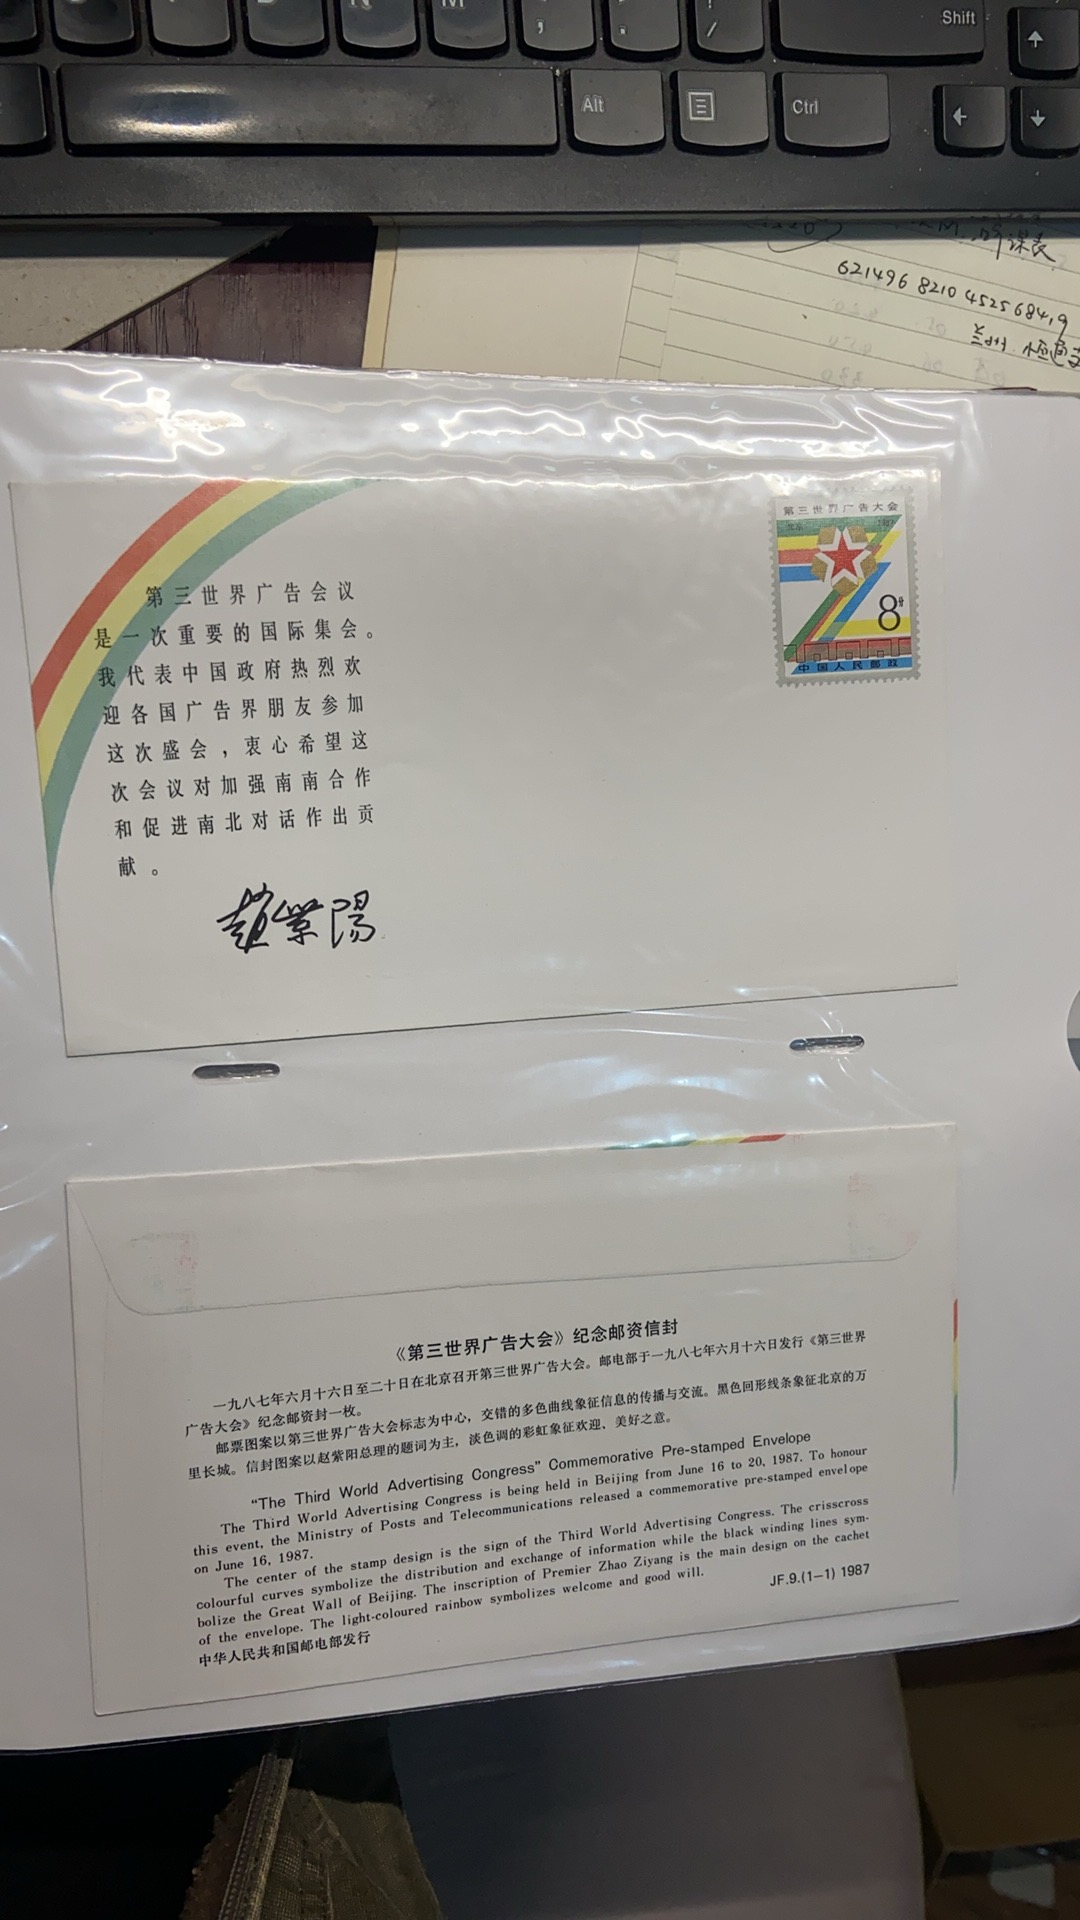 Shift
Alt
Ctrl
课表
621496 8210 452568419
第三世界广告会议
是一次重要的国际集会。
我代表中国政府热烈欢
迎各国广告界朋友参加
这次盛会，衷心希望这
次会议对加强南南合作
和促进南北对话作出贡
献。
趙紫陽
第三世界广告大会
北京 1987
8分
中国人民邮政
《第三世界广告大会》纪念邮资信封
一九八七年六月十六日至二十日在北京召开第三世界广告大会。邮电部于一九八七年六月十六日发行《第三世界
广告大会》纪念邮资封一枚。
邮票图案以第三世界广告大会标志为中心，交错的多色曲线象征信息的传播与交流。黑色回形线条象征北京的万
里长城。信封图案以赵紫阳总理的题词为主，淡色调的彩虹象征欢迎、美好之意。
“The Third World Advertising Congress” Commemorative Pre-stamped Envelope
The Third World Advertising Congress is being held in Beijing from June 16 to 20, 1987. To honour
this event, the Ministry of Posts and Telecommunications released a commemorative pre-stamped envelope
on June 16, 1987.
The center of the stamp design is the sign of the Third World Advertising Congress. The crisscross
colourful curves symbolize the distribution and exchange of information while the black winding lines sym-
bolize the Great Wall of Beijing. The inscription of Premier Zhao Ziyang is the main design on the cachet
of the envelope. The light-coloured rainbow symbolizes welcome and good will.
中华人民共和国邮电部发行
JF.9.(1-1) 1987